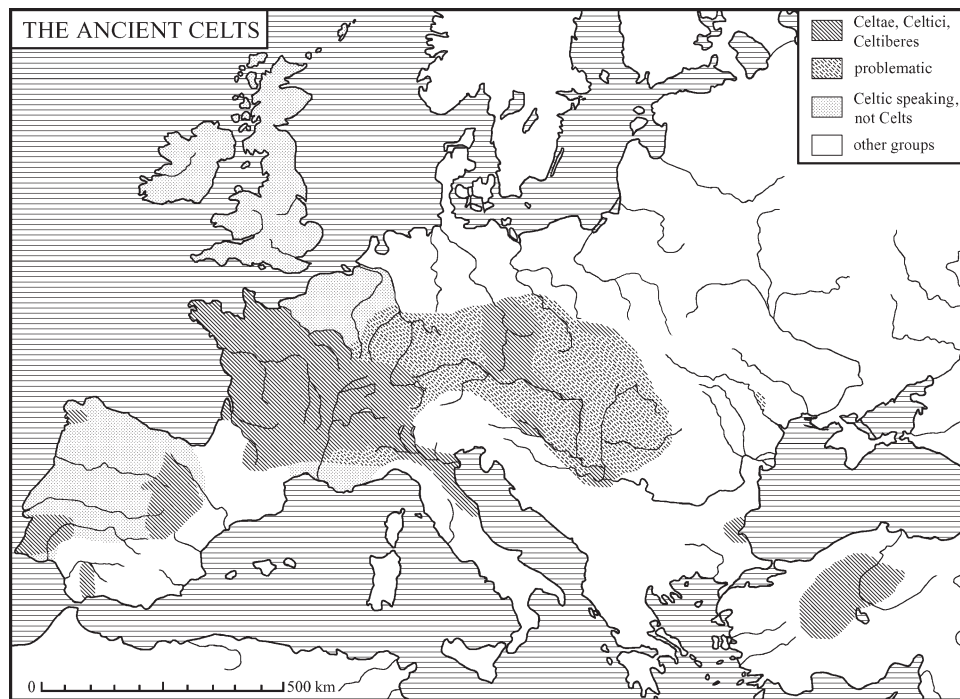 THE ANCIENT CELTS
Celtae, Celtici,
Celtiberes
problematic
Celtic speaking,
not Celts
other groups
0
500 km